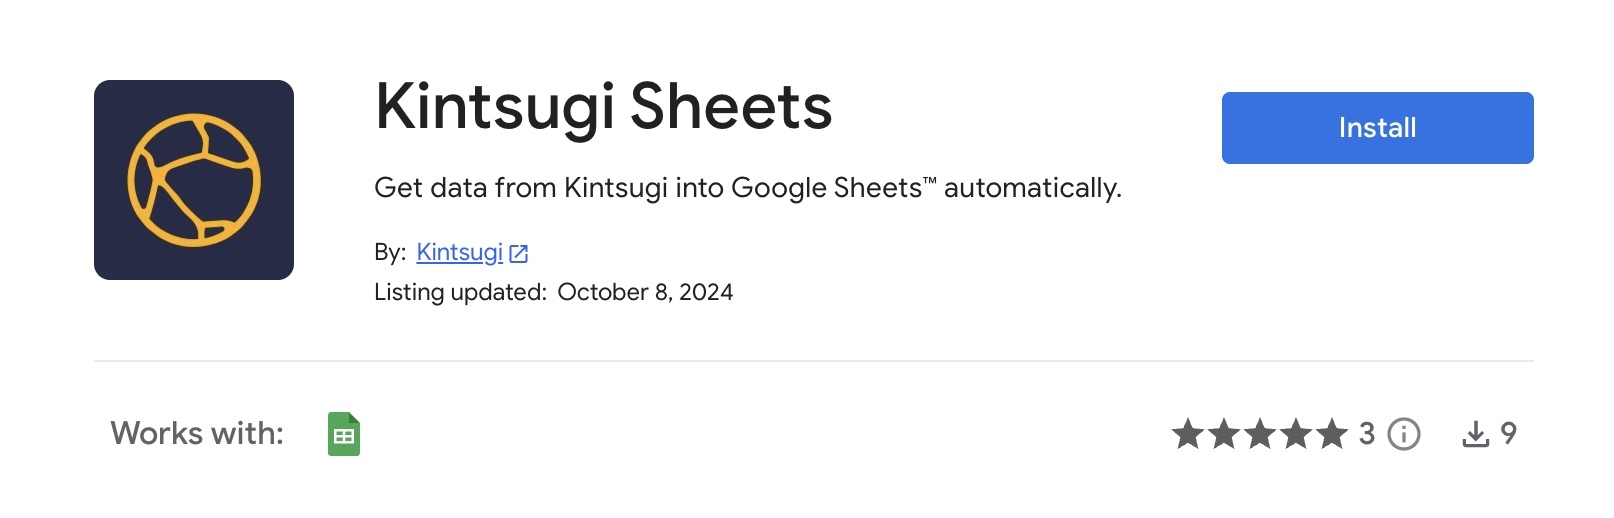 Kintsugi Sheets
Install
Get data from Kintsugi into Google Sheets™ automatically.
By: Kintsugi
Listing updated: October 8, 2024
Works with:
3
9